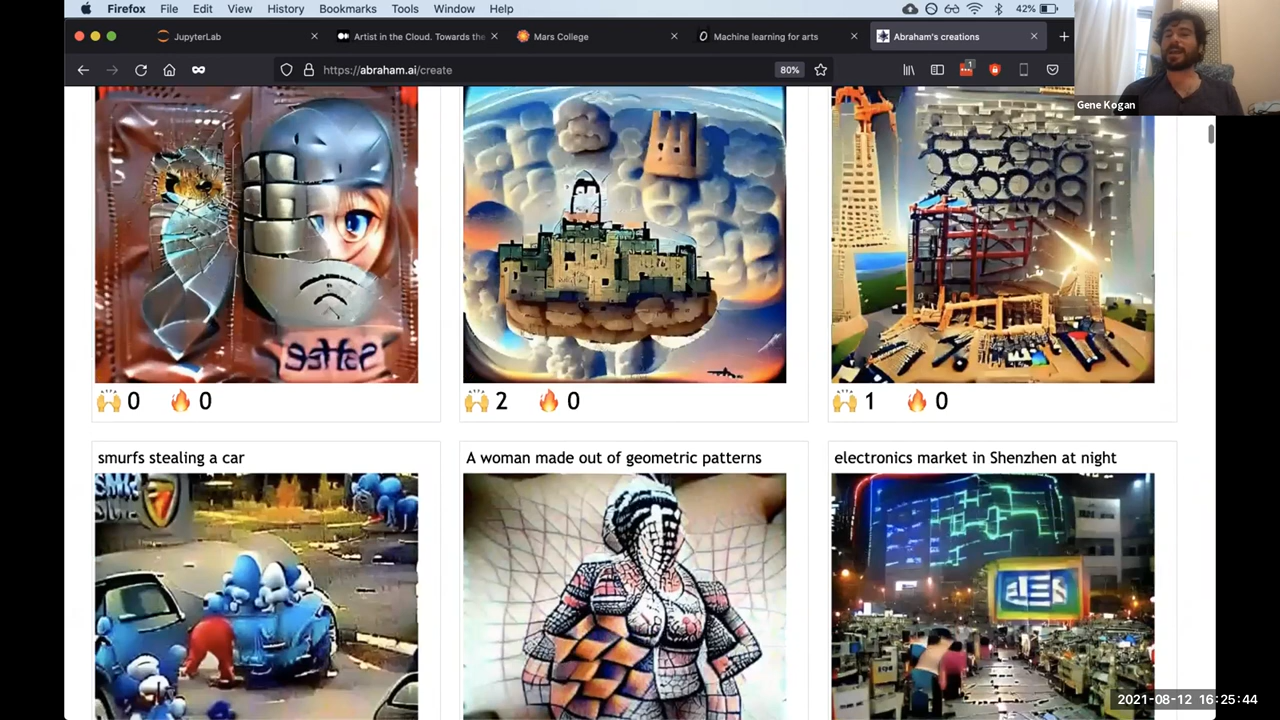 Firefox File Edit View History Bookmarks Tools Window Help 42%
JupyterLab Artist in the Cloud. Towards the Mars College Machine learning for arts Abraham's creations
https://abraham.ai/create 80% 1
Gene Kogan
0 0 2 0 1 0
smurfs stealing a car A woman made out of geometric patterns electronics market in Shenzhen at night
2021-08-12 16:25:44